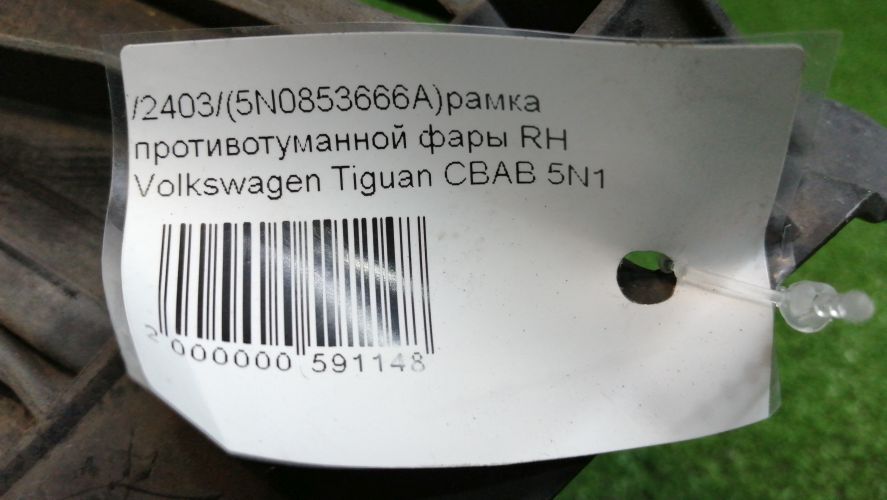 /2403/(5N0853666A)рамка
противотуманной фары RH
Volkswagen Tiguan CBAB 5N1
2 000000 591148